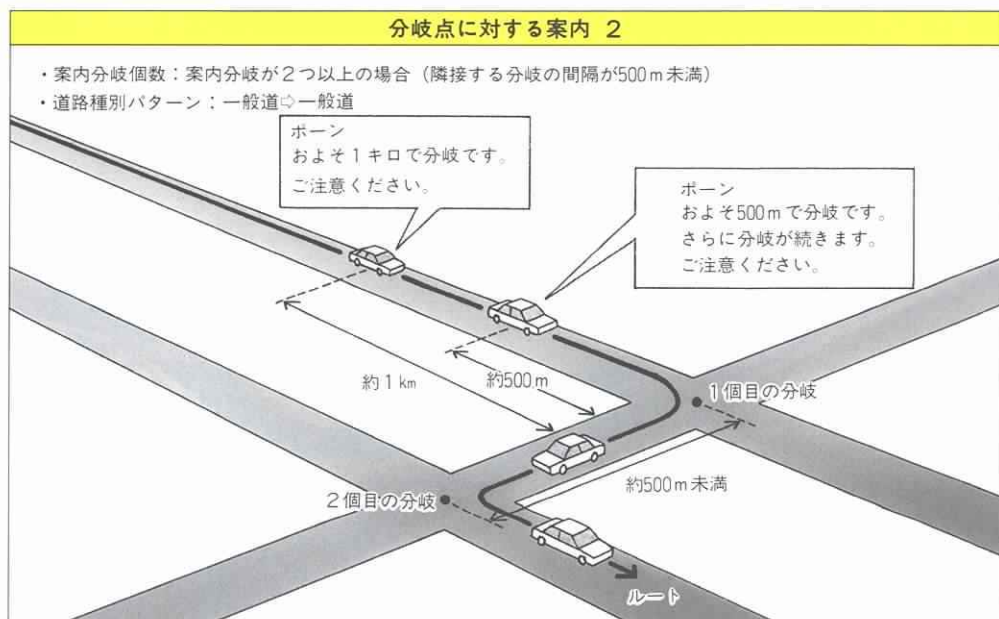 分岐点に対する案内 2
・案内分岐個数：案内分岐が2つ以上の場合（隣接する分岐の間隔が500m未満）
・道路種別パターン：一般道⇨一般道
ポーン
およそ1キロで分岐です。
ご注意ください。
ポーン
およそ500mで分岐です。
さらに分岐が続きます。
ご注意ください。
約1km
約500m
1個目の分岐
約500m未満
2個目の分岐
ルート